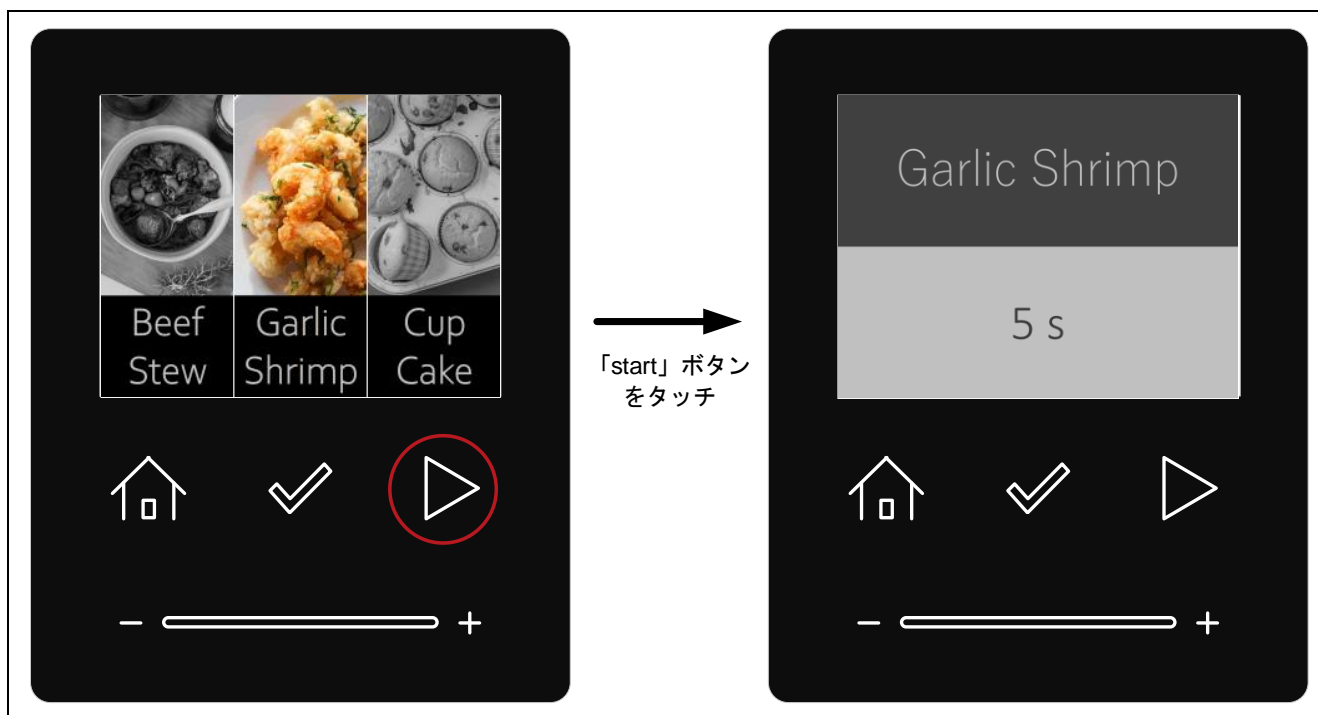 Beef
Stew
Garlic
Shrimp
Cup
Cake
「start」ボタン
をタッチ
Garlic Shrimp
5 s